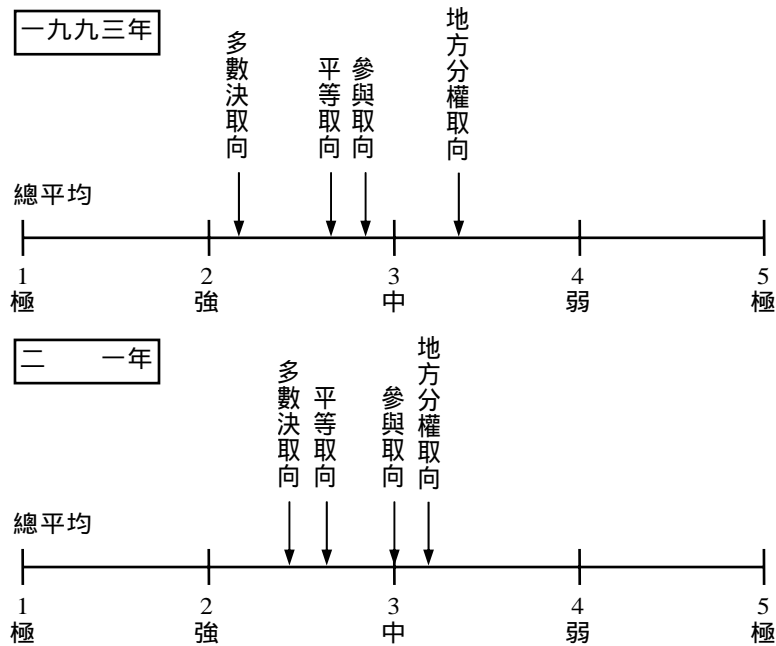 一九九三年
多數決取向
平等取向
參與取向
地方分權取向
總平均
1 2 3 4 5
極 強 中 弱 極
二　　一年
多數決取向
平等取向
參與取向
地方分權取向
總平均
1 2 3 4 5
極 強 中 弱 極